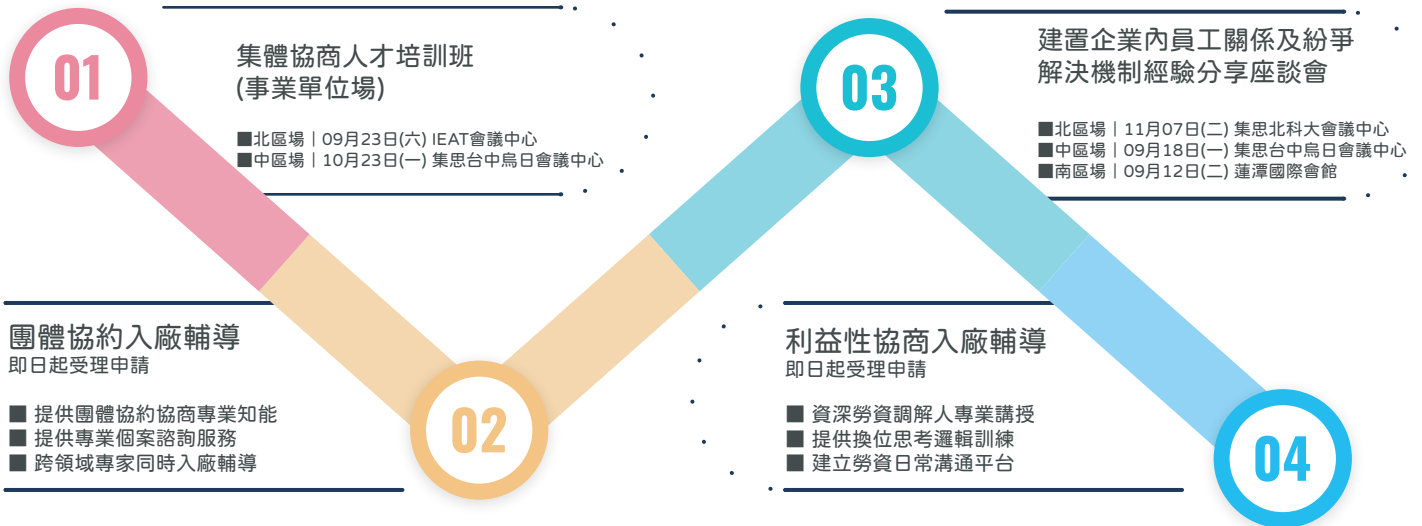 01
集體協商人才培訓班
(事業單位場)
■北區場｜09月23日(六) IEAT會議中心
■中區場｜10月23日(一) 集思台中烏日會議中心
團體協約入廠輔導
即日起受理申請
■ 提供團體協約協商專業知能
■ 提供專業個案諮詢服務
■ 跨領域專家同時入廠輔導
02
03
建置企業內員工關係及紛爭
解決機制經驗分享座談會
■北區場｜11月07日(二) 集思北科大會議中心
■中區場｜09月18日(一) 集思台中烏日會議中心
■南區場｜09月12日(二) 蓮潭國際會館
利益性協商入廠輔導
即日起受理申請
■ 資深勞資調解人專業講授
■ 提供換位思考邏輯訓練
■ 建立勞資日常溝通平台
04